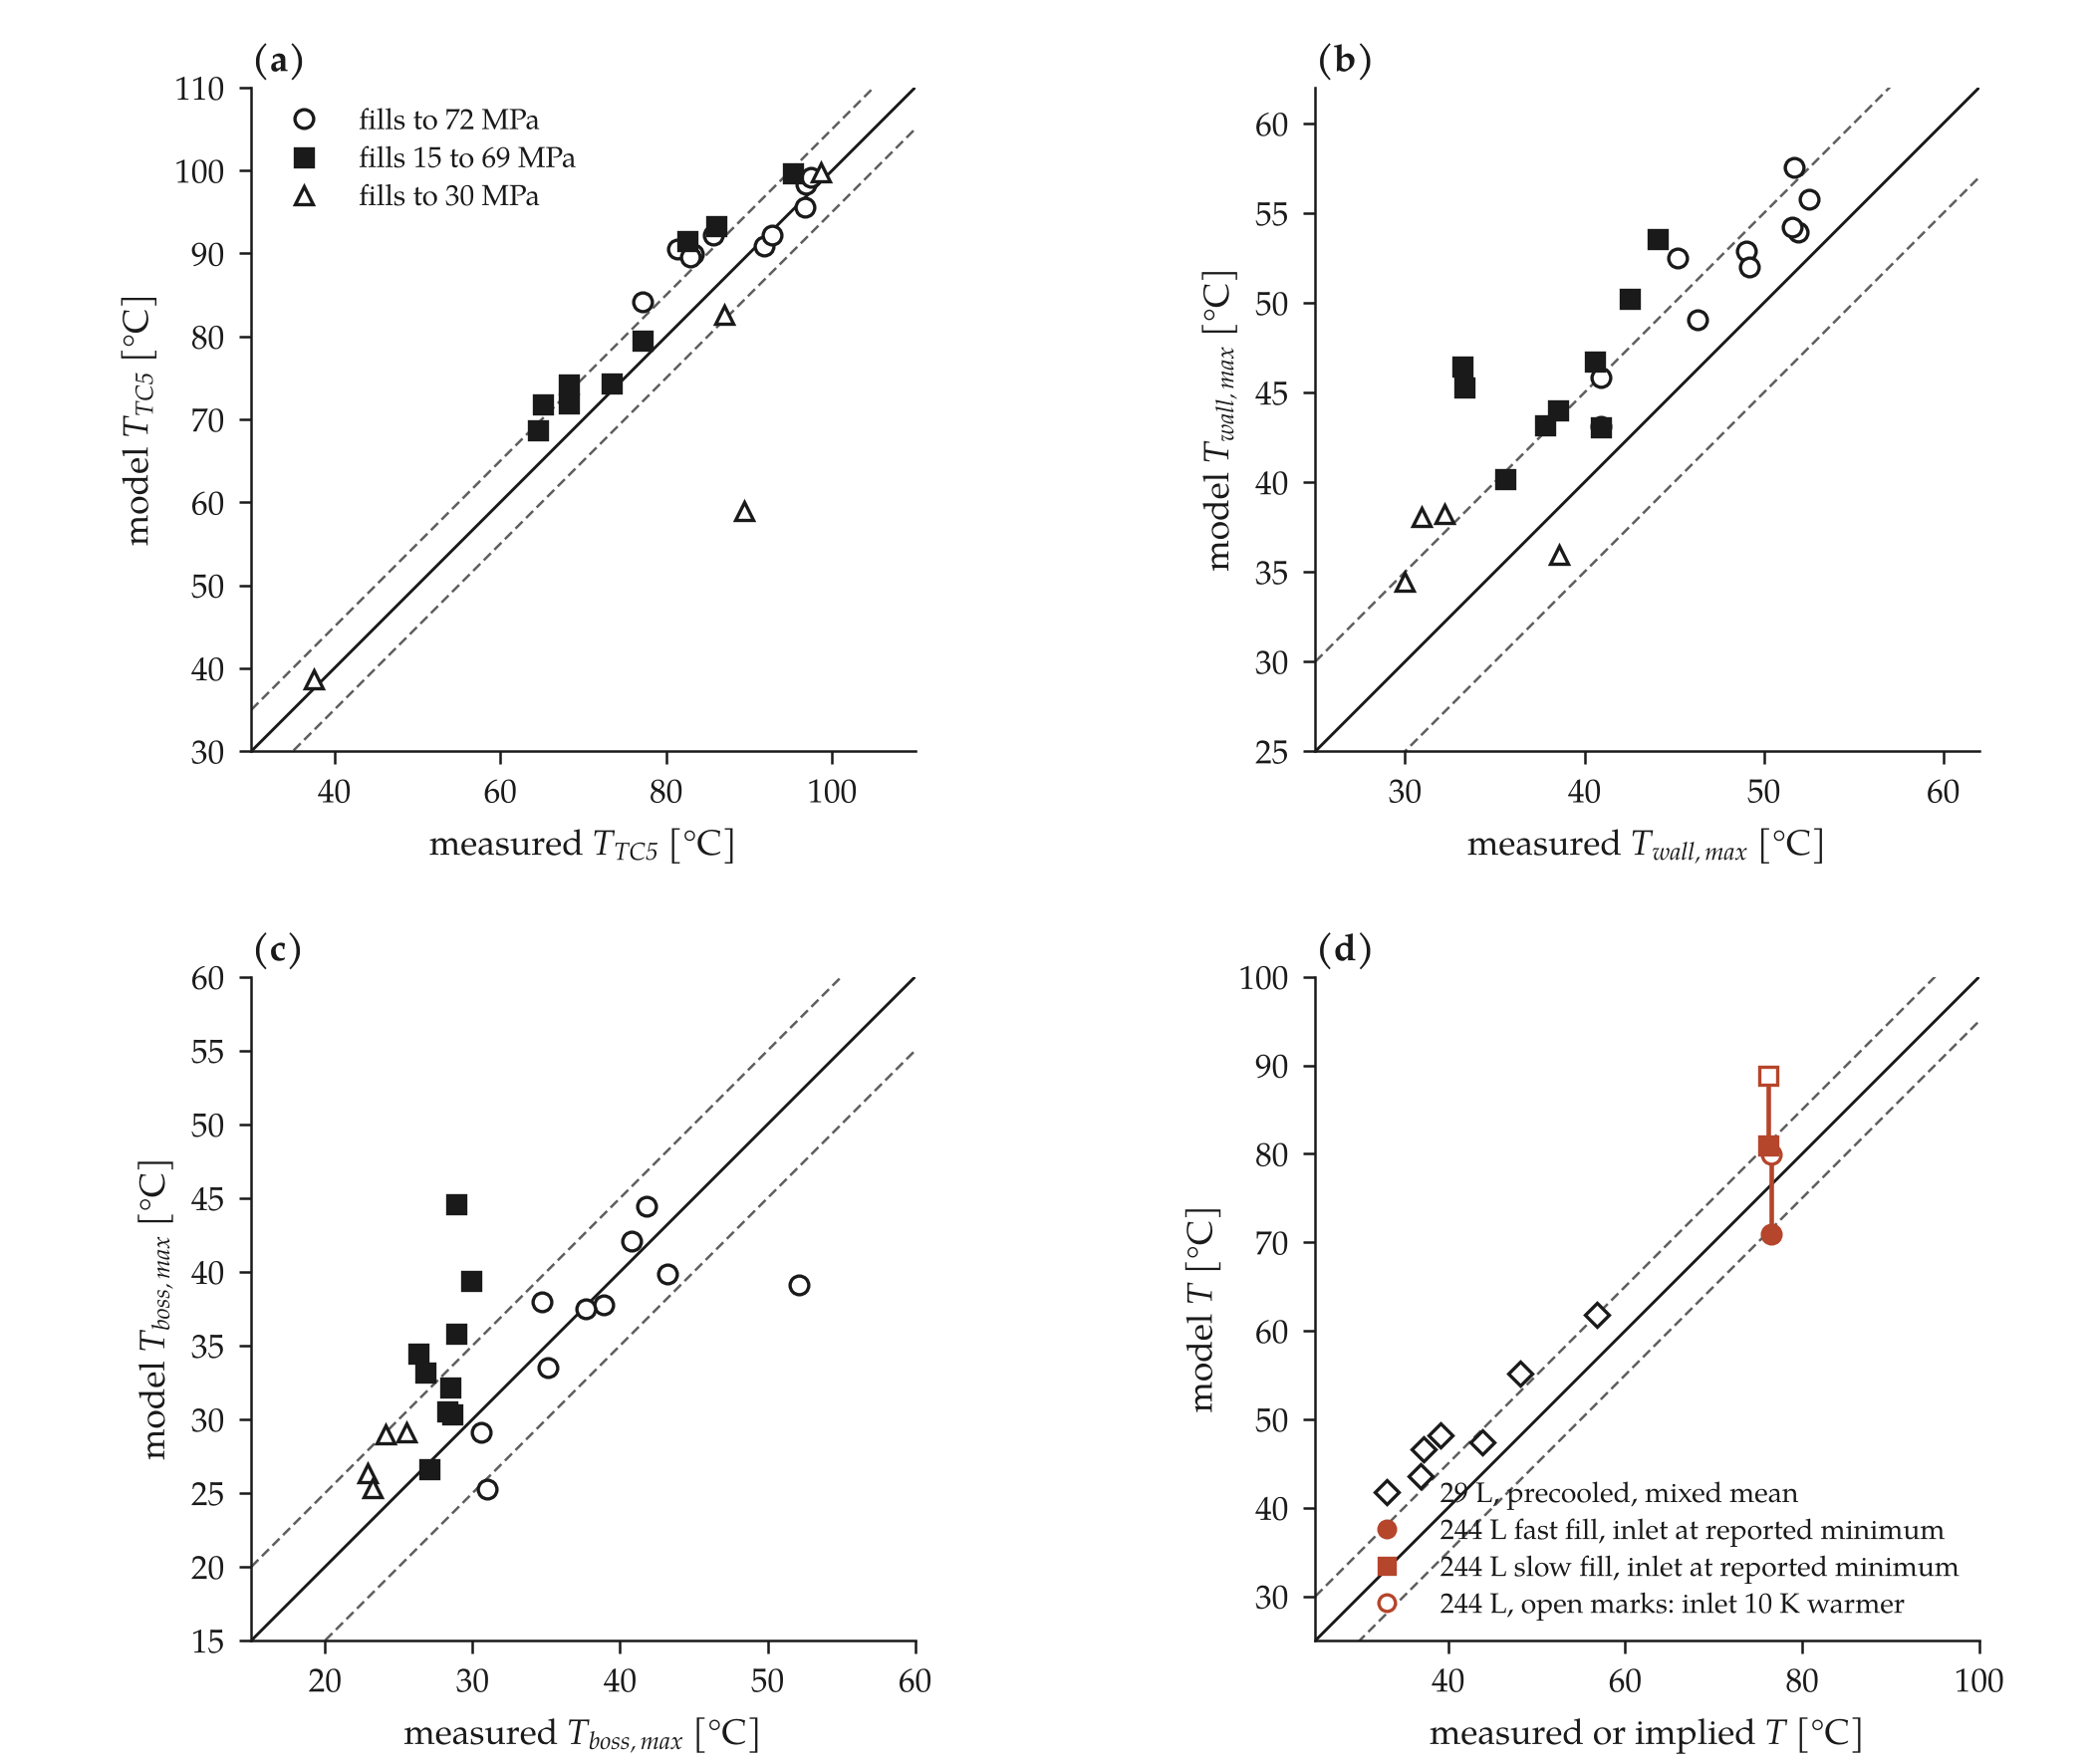 (a)
110
100
90
80
70
60
50
40
30
model T_TC5 [°C]
fills to 72 MPa
fills 15 to 69 MPa
fills to 30 MPa
40 60 80 100
measured T_TC5 [°C]
(b)
60
55
50
45
40
35
30
25
model T_wall, max [°C]
30 40 50 60
measured T_wall, max [°C]
(c)
60
55
50
45
40
35
30
25
20
15
model T_boss, max [°C]
20 30 40 50 60
measured T_boss, max [°C]
(d)
100
90
80
70
60
50
40
30
model T [°C]
29 L, precooled, mixed mean
244 L fast fill, inlet at reported minimum
244 L slow fill, inlet at reported minimum
244 L, open marks: inlet 10 K warmer
40 60 80 100
measured or implied T [°C]